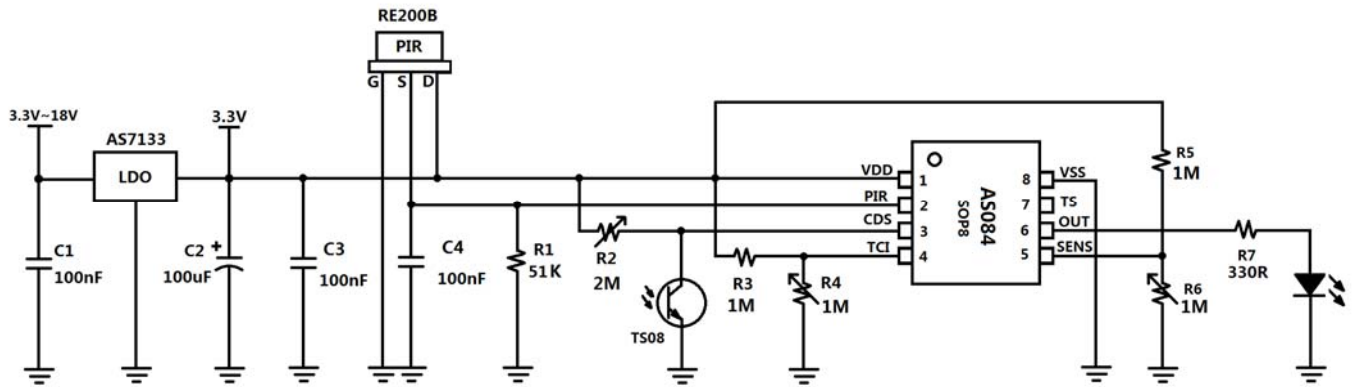 RE200B
PIR
G S D
3.3V~18V
3.3V
AS7133
LDO
C1
100nF
C2
+
100uF
C3
100nF
C4
100nF
R1
51K
R2
2M
TS08
R3
1M
R4
1M
VDD
PIR
CDS
TCI
1
2
3
4
AS084
SOP8
8
7
6
5
VSS
TS
OUT
SENS
R5
1M
R6
1M
R7
330R